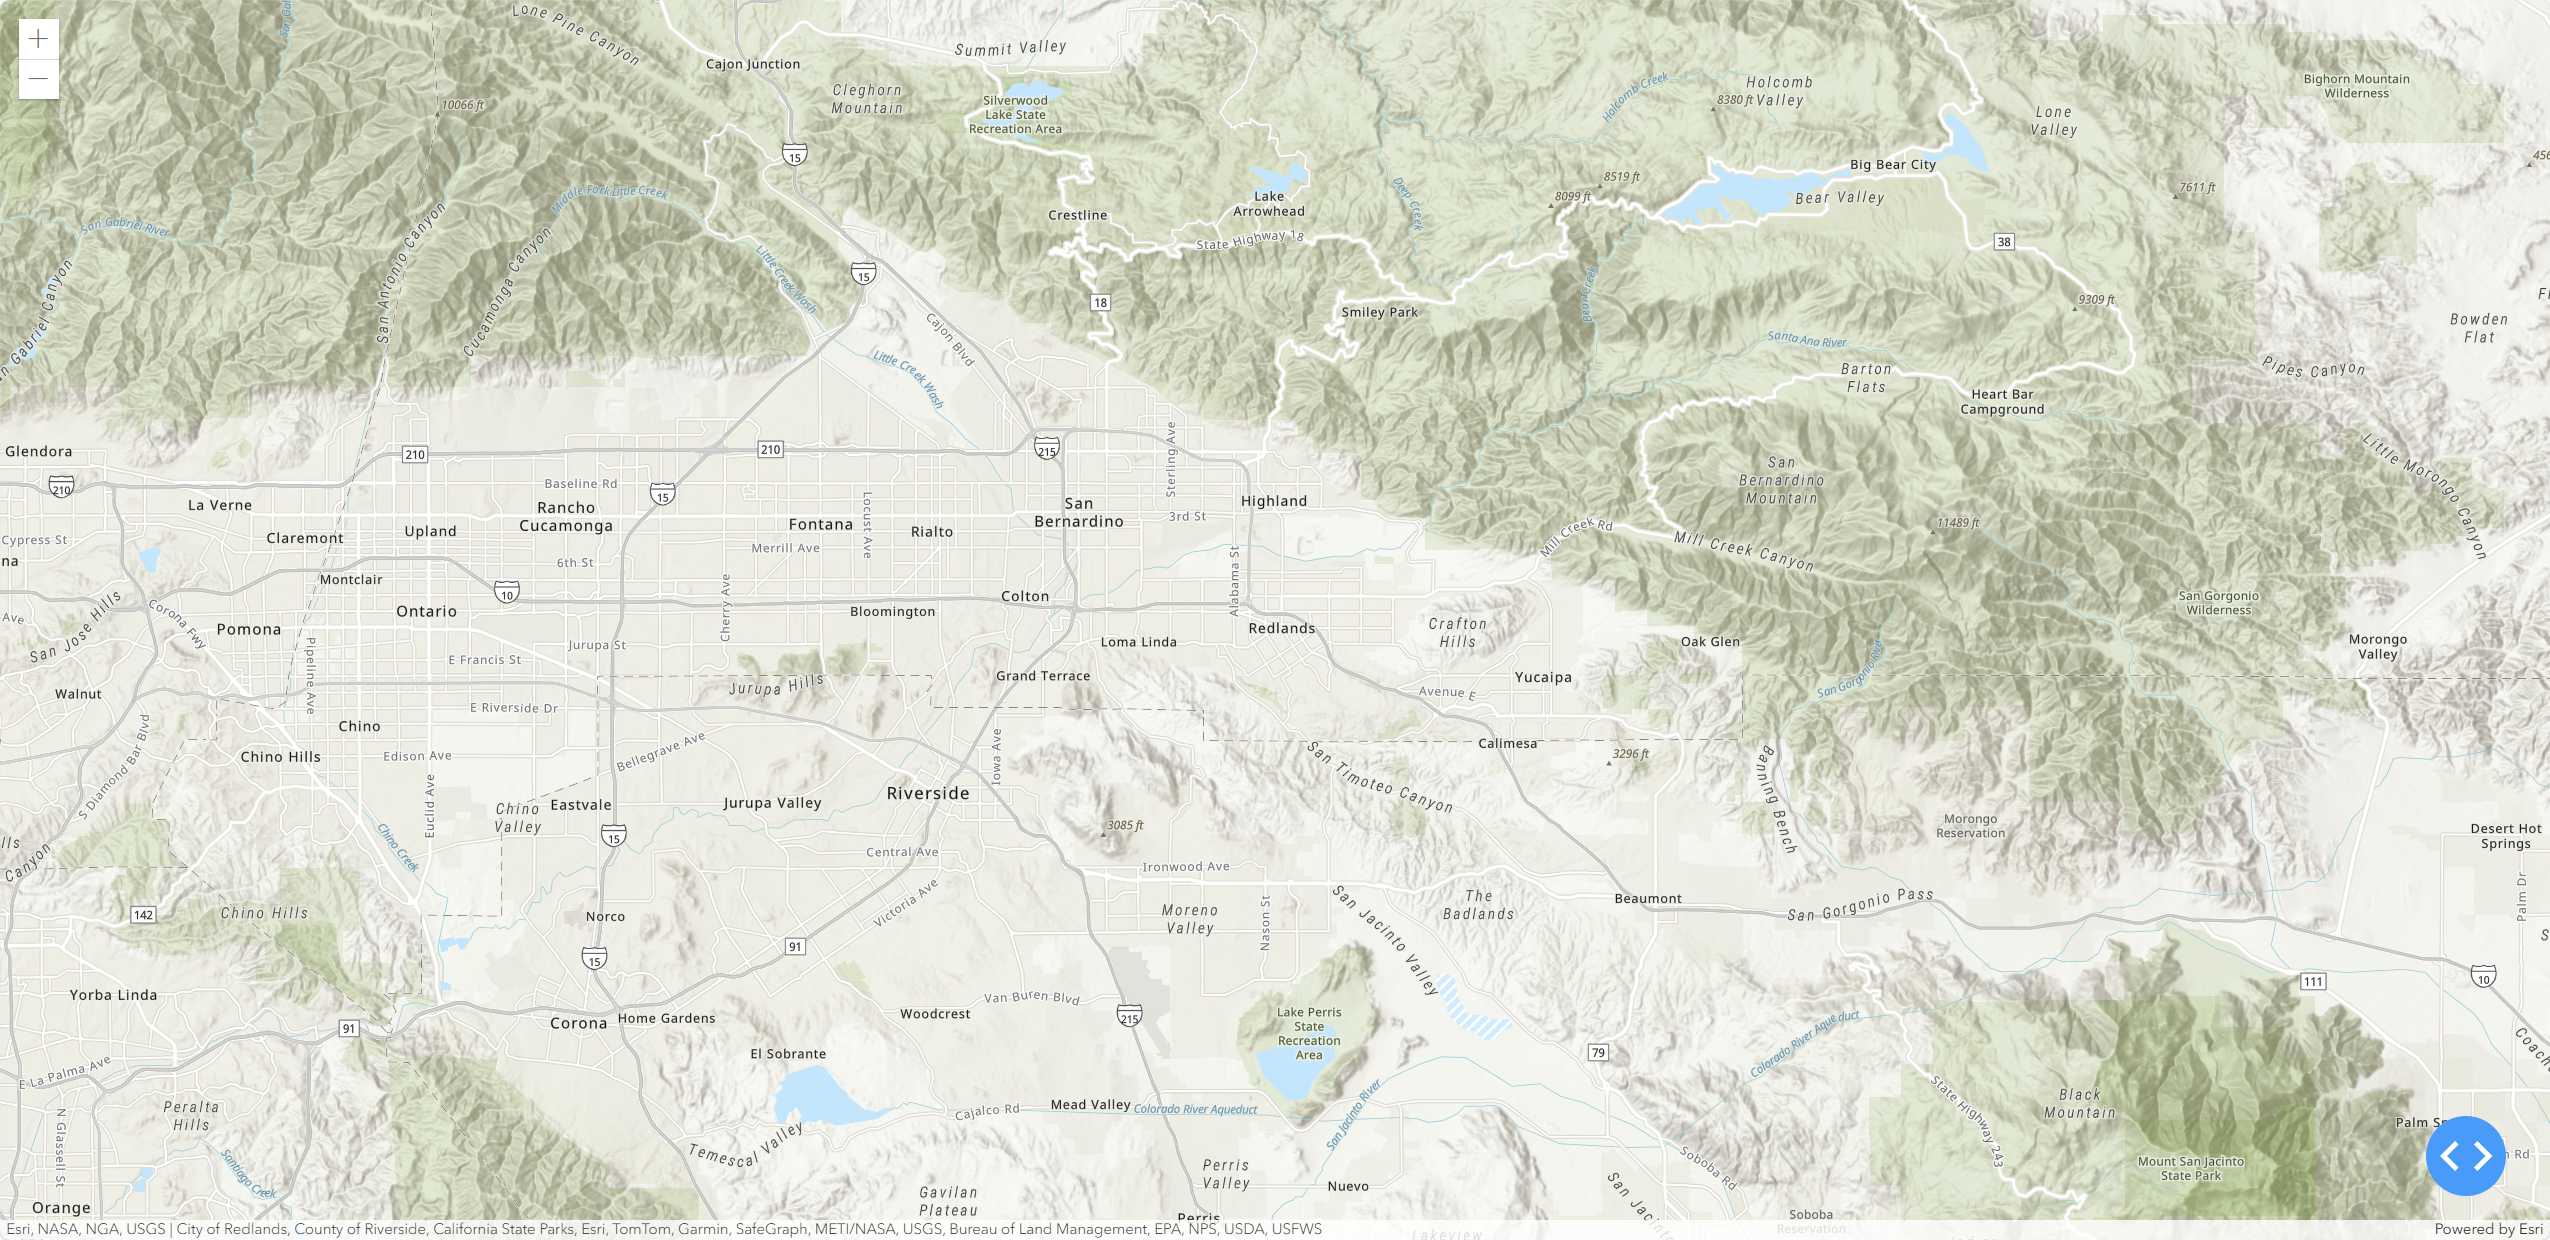 Lone Pine Canyon
Summit Valley
Cajon Junction
Cleghorn
Mountain
10066 ft
Silverwood
Lake State
Recreation Area
Holcomb Creek
Holcomb
Valley
8380 ft
Lone
Valley
Bighorn Mountain
Wilderness
15
Big Bear City
Bear Valley
8519 ft
8099 ft
7611 ft
Deep Creek
Lake
Arrowhead
Crestline
State Highway 18
Middle Fork Little Creek
San Gabriel River
San Antonio Canyon
Cucamonga Canyon
Gabriel Canyon
Little Creek Wash
15
38
18
Smiley Park
Bear Creek
9309 ft
Bowden
Flat
Cajon Blvd
Little Creek Wash
Santa Ana River
Barton
Flats
Pipes Canyon
Heart Bar
Campground
Little Morongo Canyon
Glendora
210
210
210
215
Sterling Ave
San
Bernardino
Mountain
Baseline Rd
15
La Verne
Rancho
Cucamonga
Locust Ave
San
Bernardino
Highland
3rd St
Fontana
Rialto
Upland
Claremont
Cypress St
na
Merrill Ave
6th St
Mill Creek Rd
Mill Creek Canyon
11489 ft
Montclair
10
Ontario
Cherry Ave
Bloomington
Colton
Alabama St
San Gorgonio
Wilderness
Ave
San Jose Hills
Corona Fwy
Pomona
Redlands
Crafton
Hills
Loma Linda
Oak Glen
Morongo
Valley
Pipeline Ave
Jurupa St
E Francis St
Grand Terrace
Yucaipa
Avenue E
San Gorgonio River
Walnut
Jurupa Hills
E Riverside Dr
Chino
Chino Hills
Edison Ave
Bellegrave Ave
S Diamond Bar Blvd
Iowa Ave
Calimesa
3296 ft
San Timoteo Canyon
Banning Bench
Euclid Ave
Chino
Valley
Eastvale
Jurupa Valley
Riverside
3085 ft
Morongo
Reservation
Desert Hot
Springs
lls
Canyon
Chino Creek
15
Central Ave
Ironwood Ave
Victoria Ave
The
Badlands
Beaumont
San Gorgonio Pass
Palm Dr
142
Chino Hills
Norco
Moreno
Valley
Nason St
San Jacinto Valley
91
15
10
111
Yorba Linda
Van Buren Blvd
Corona
Home Gardens
Woodcrest
215
Lake Perris
State
Recreation
Area
91
El Sobrante
79
Colorado River Aqueduct
E La Palma Ave
Peralta
Hills
N Glassell St
Cajalco Rd
Mead Valley
Colorado River Aqueduct
San Jacinto River
State Highway 243
Black
Mountain
Temescal Valley
Santiago Creek
Perris
Valley
Nuevo
Soboba Rd
Mount San Jacinto
State Park
Rd
Orange
Gavilan
Plateau
Perris
Soboba
Reservation
Lakeview
Esri, NASA, NGA, USGS | City of Redlands, County of Riverside, California State Parks, Esri, TomTom, Garmin, SafeGraph, METI/NASA, USGS, Bureau of Land Management, EPA, NPS, USDA, USFWS
Powered by Esri